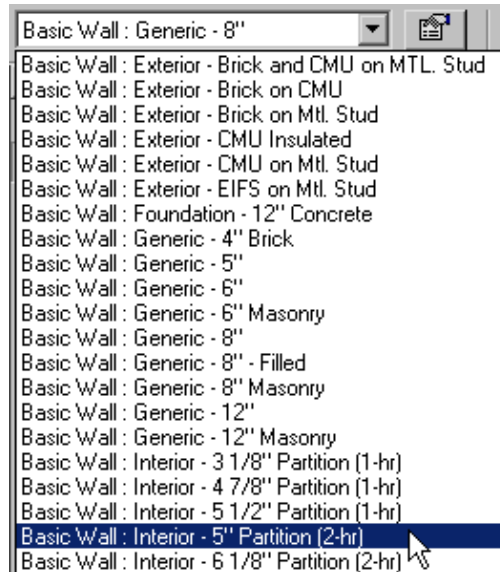 Basic Wall : Generic - 8"
Basic Wall : Exterior - Brick and CMU on MTL. Stud
Basic Wall : Exterior - Brick on CMU
Basic Wall : Exterior - Brick on Mtl. Stud
Basic Wall : Exterior - CMU Insulated
Basic Wall : Exterior - CMU on Mtl. Stud
Basic Wall : Exterior - EIFS on Mtl. Stud
Basic Wall : Foundation - 12" Concrete
Basic Wall : Generic - 4" Brick
Basic Wall : Generic - 5"
Basic Wall : Generic - 6"
Basic Wall : Generic - 6" Masonry
Basic Wall : Generic - 8"
Basic Wall : Generic - 8" - Filled
Basic Wall : Generic - 8" Masonry
Basic Wall : Generic - 12"
Basic Wall : Generic - 12" Masonry
Basic Wall : Interior - 3 1/8" Partition (1-hr)
Basic Wall : Interior - 4 7/8" Partition (1-hr)
Basic Wall : Interior - 5 1/2" Partition (1-hr)
Basic Wall : Interior - 5" Partition (2-hr)
Basic Wall : Interior - 6 1/8" Partition (2-hr)